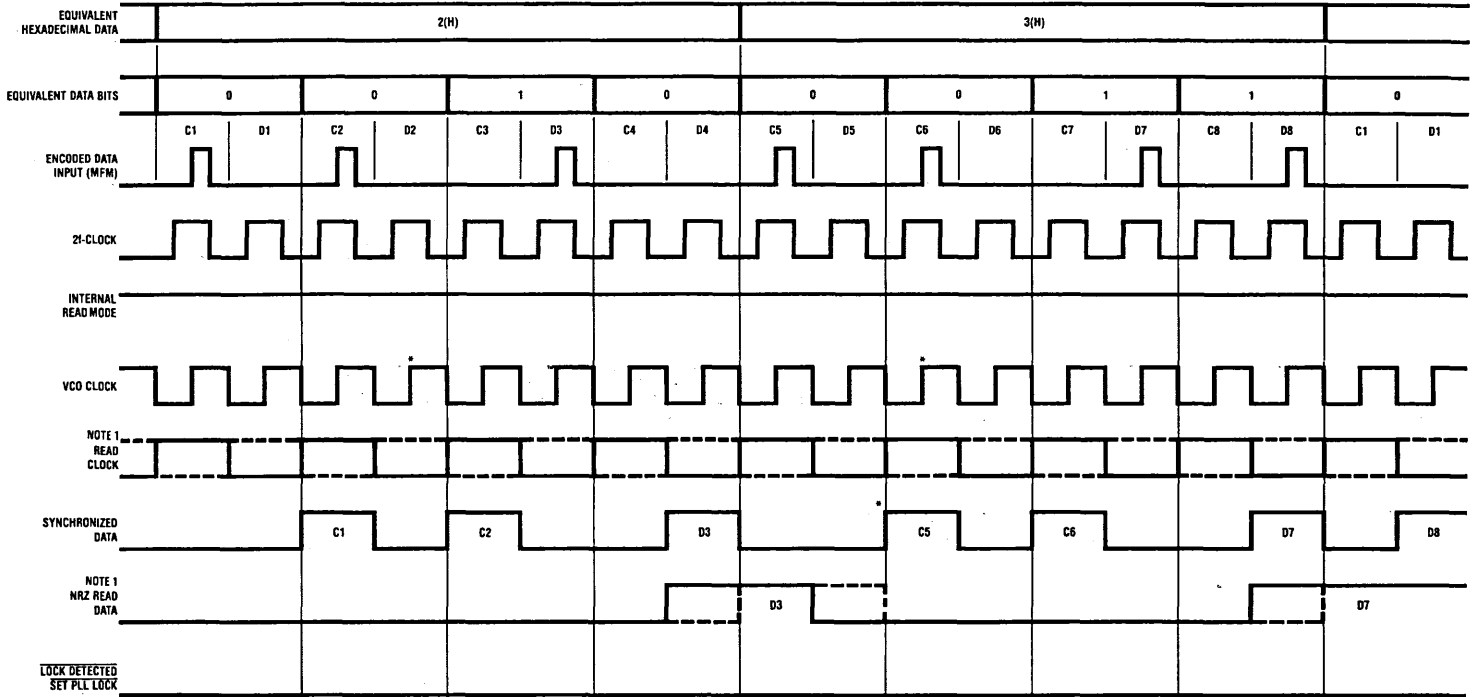 EQUIVALENT
HEXADECIMAL DATA
2(H) 3(H)
EQUIVALENT DATA BITS 0 0 1 0 0 0 1 1 0
C1 D1 C2 D2 C3 D3 C4 D4 C5 D5 C6 D6 C7 D7 C8 D8 C1 D1
ENCODED DATA
INPUT (MFM)
2f-CLOCK
INTERNAL
READ MODE
* *
VCO CLOCK
NOTE 1
READ
CLOCK
*
SYNCHRONIZED
DATA
C1 C2 D3 C5 C6 D7 D8
NOTE 1
NRZ READ
DATA
D3 D7
LOCK DETECTED
SET PLL LOCK